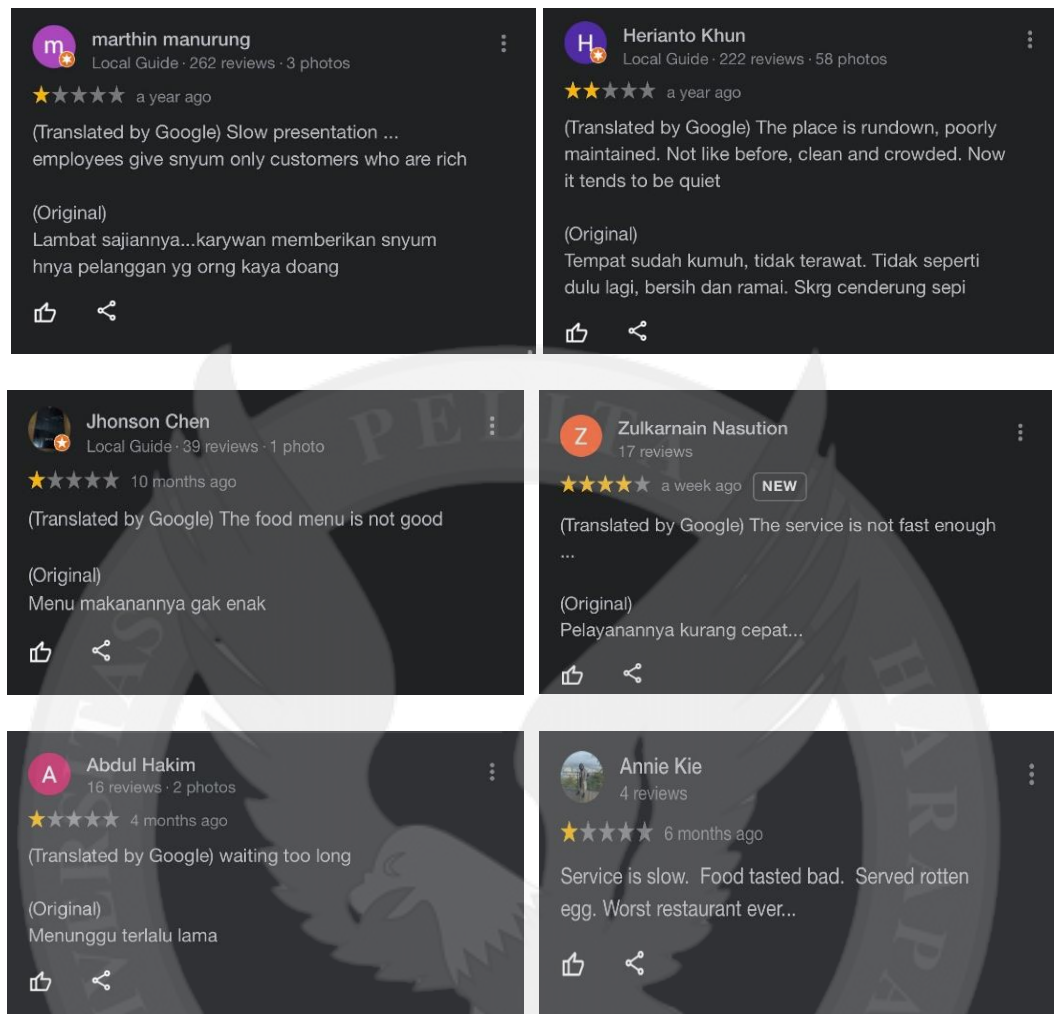 marthin manurung
Local Guide · 262 reviews · 3 photos
a year ago
(Translated by Google) Slow presentation ...
employees give snyum only customers who are rich
(Original)
Lambat sajiannya...karywan memberikan snyum
hnya pelanggan yg orng kaya doang
Herianto Khun
Local Guide · 222 reviews · 58 photos
a year ago
(Translated by Google) The place is rundown, poorly
maintained. Not like before, clean and crowded. Now
it tends to be quiet
(Original)
Tempat sudah kumuh, tidak terawat. Tidak seperti
dulu lagi, bersih dan ramai. Skrg cenderung sepi
Jhonson Chen
Local Guide · 39 reviews · 1 photo
10 months ago
(Translated by Google) The food menu is not good
(Original)
Menu makanannya gak enak
Zulkarnain Nasution
17 reviews
a week ago NEW
(Translated by Google) The service is not fast enough
...
(Original)
Pelayanannya kurang cepat...
Abdul Hakim
16 reviews · 2 photos
4 months ago
(Translated by Google) waiting too long
(Original)
Menunggu terlalu lama
Annie Kie
4 reviews
6 months ago
Service is slow.  Food tasted bad.  Served rotten
egg. Worst restaurant ever...
m
H
Z
A
PELITA